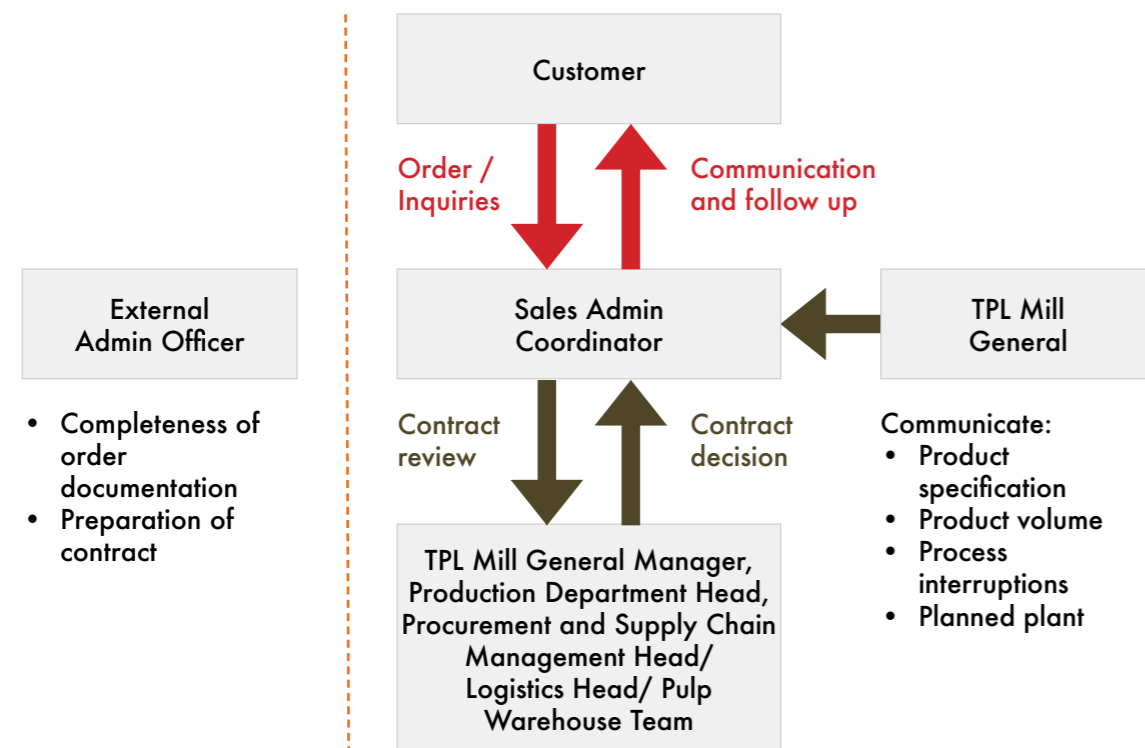 Customer
Order /
Inquiries
Communication
and follow up
External
Admin Officer
Sales Admin
Coordinator
TPL Mill
General
• Completeness of
order
documentation
• Preparation of
contract
Contract
review
Contract
decision
Communicate:
• Product
specification
• Product volume
• Process
interruptions
• Planned plant
TPL Mill General Manager,
Production Department Head,
Procurement and Supply Chain
Management Head/
Logistics Head/ Pulp
Warehouse Team